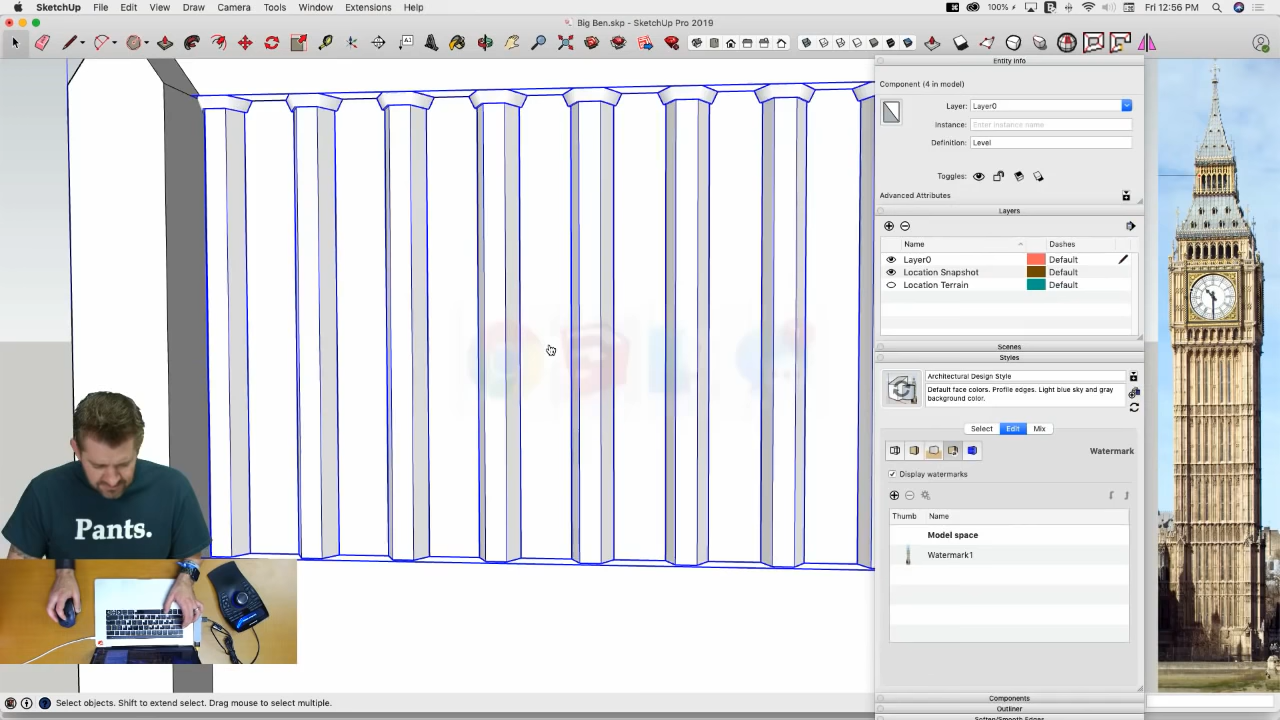 SketchUp File Edit View Draw Camera Tools Window Extensions Help 100% Fri 12:56 PM
Big Ben.skp - SketchUp Pro 2019
Entity Info
Component (4 in model)
Layer: Layer0
Instance: Enter instance name
Definition: Level
Toggles:
Advanced Attributes
Layers
Name Dashes
Layer0 Default
Location Snapshot Default
Location Terrain Default
Scenes
Styles
Architectural Design Style
Default face colors. Profile edges. Light blue sky and gray
background color.
Select Edit Mix
Watermark
Display watermarks
Thumb Name
Model space
Watermark1
Pants.
Components
Outliner
Soften/Smooth Edges
Select objects. Shift to extend select. Drag mouse to select multiple.